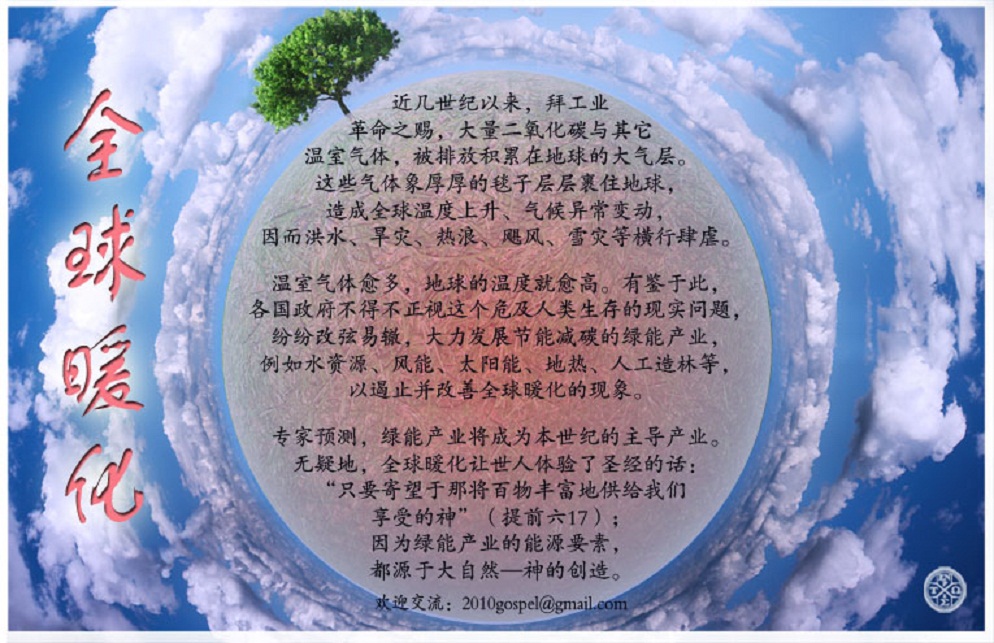 全球暖化
近几世纪以来，拜工业
革命之赐，大量二氧化碳与其它
温室气体，被排放积累在地球的大气层。
这些气体象厚厚的毯子层层裹住地球，
造成全球温度上升、气候异常变动，
因而洪水、旱灾、热浪、飓风、雪灾等横行肆虐。
温室气体愈多，地球的温度就愈高。有鉴于此，
各国政府不得不正视这个危及人类生存的现实问题，
纷纷改弦易辙，大力发展节能减碳的绿能产业，
例如水资源、风能、太阳能、地热、人工造林等，
以遏止并改善全球暖化的现象。
专家预测，绿能产业将成为本世纪的主导产业。
无疑地，全球暖化让世人体验了圣经的话：
“只要寄望于那将百物丰富地供给我们
享受的神”（提前六17）；
因为绿能产业的能源要素，
都源于大自然—神的创造。
欢迎交流：2010gospel@gmail.com